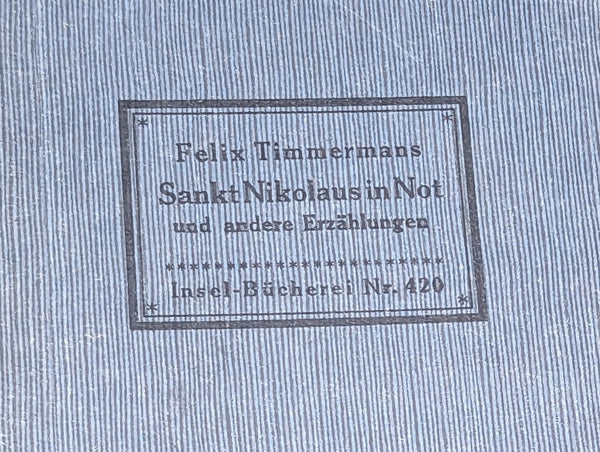 Felix Timmermans
Sankt Nikolaus in Not
und andere Erzählungen
***********************
Insel-Bücherei Nr. 420